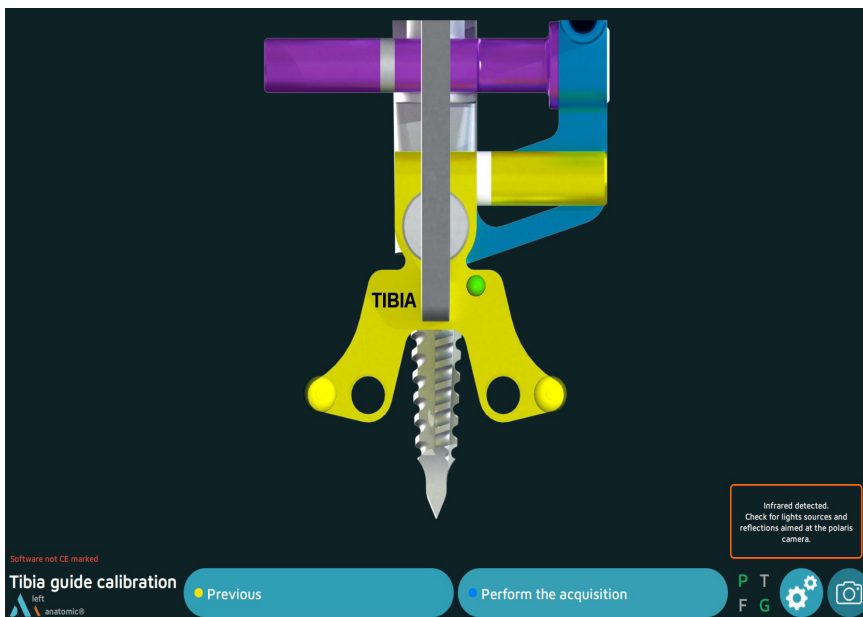 TIBIA
Infrared detected.
Check for lights sources and
reflections aimed at the polaris
camera.
Software not CE marked
Tibia guide calibration
left
anatomic®
Previous
Perform the acquisition
P T
F G